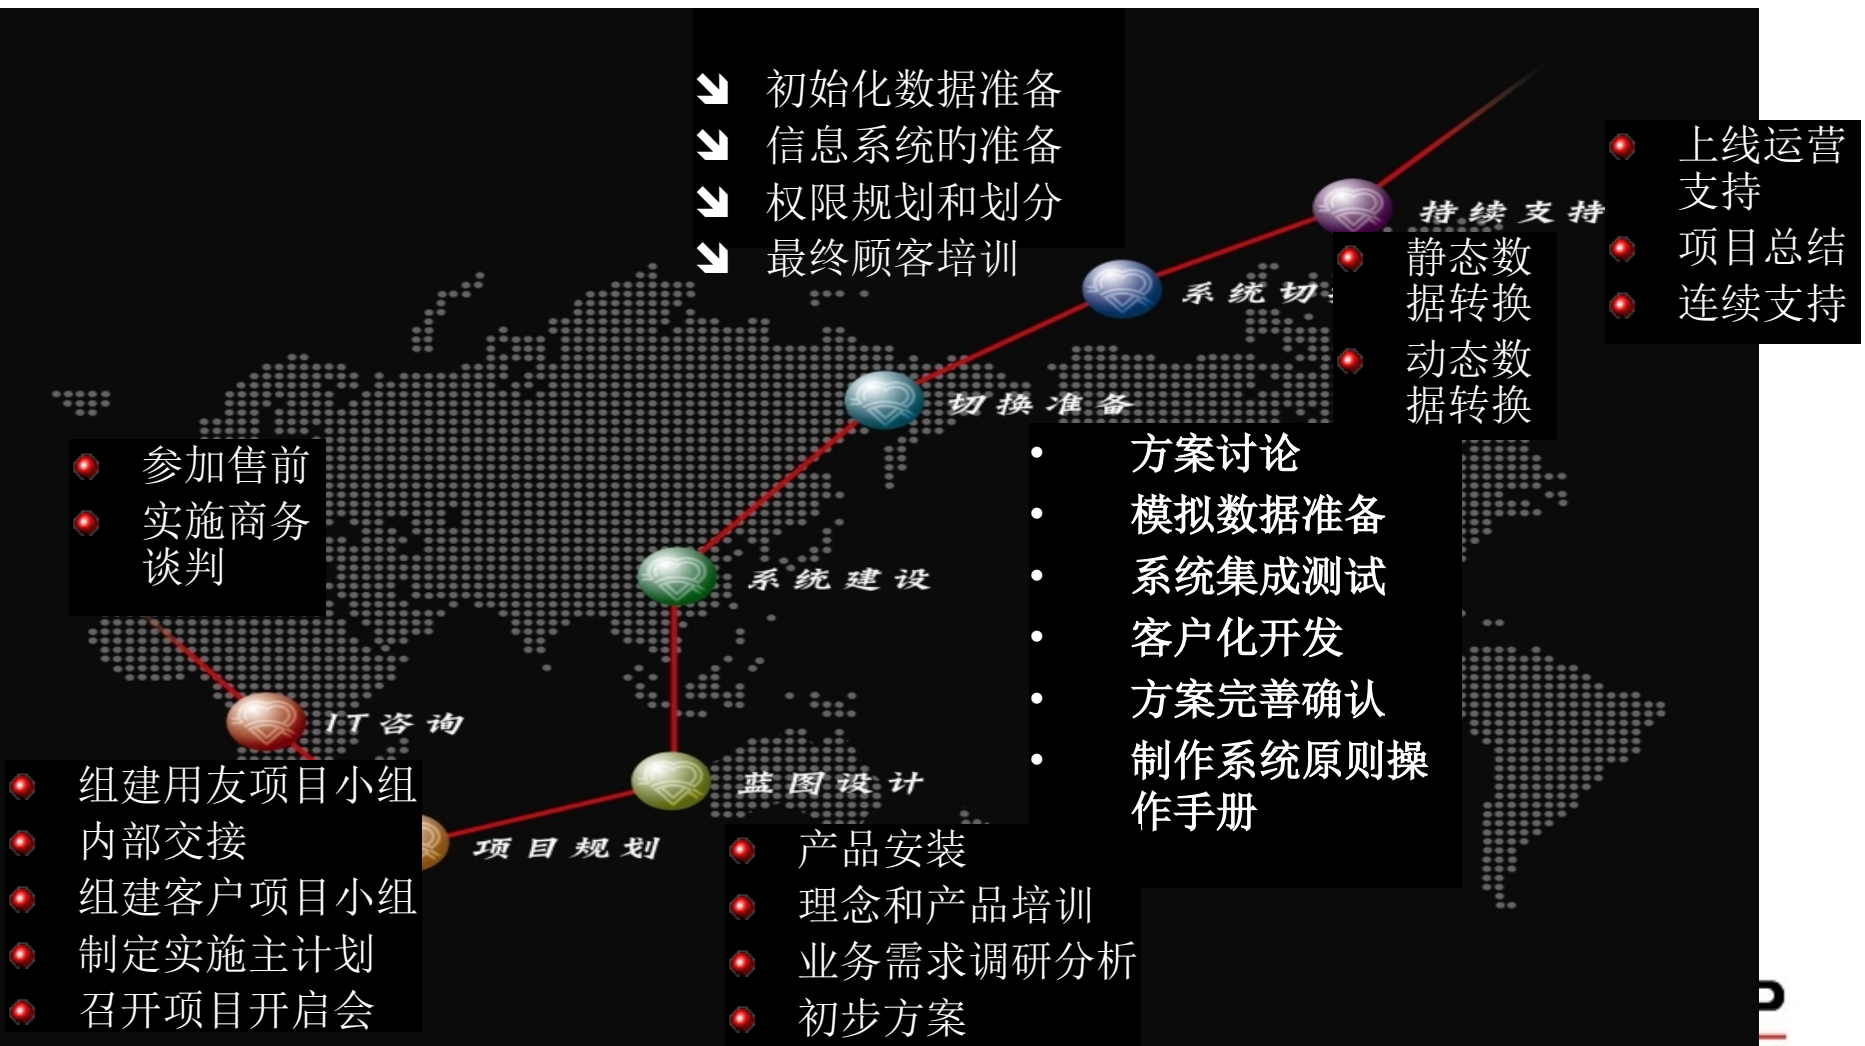 初始化数据准备
信息系统旳准备
权限规划和划分
最终顾客培训
上线运营
支持
项目总结
连续支持
持续支持
静态数
据转换
动态数
据转换
系统切
切换准备
参加售前
实施商务
谈判
方案讨论
模拟数据准备
系统集成测试
客户化开发
方案完善确认
制作系统原则操
作手册
系统建设
IT咨询
蓝图设计
项目规划
组建用友项目小组
内部交接
组建客户项目小组
制定实施主计划
召开项目开启会
产品安装
理念和产品培训
业务需求调研分析
初步方案
P